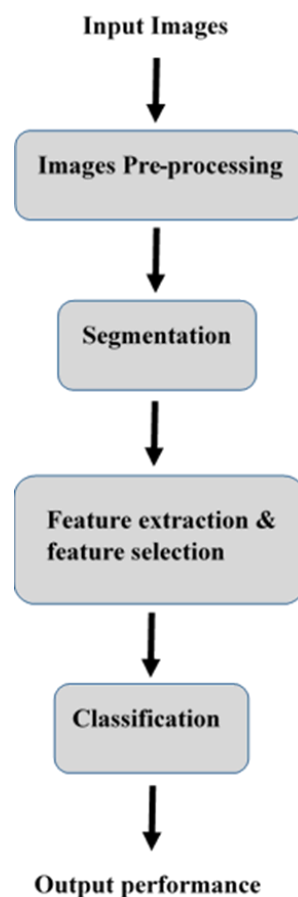 Input Images
Images Pre-processing
Segmentation
Feature extraction &
feature selection
Classification
Output performance